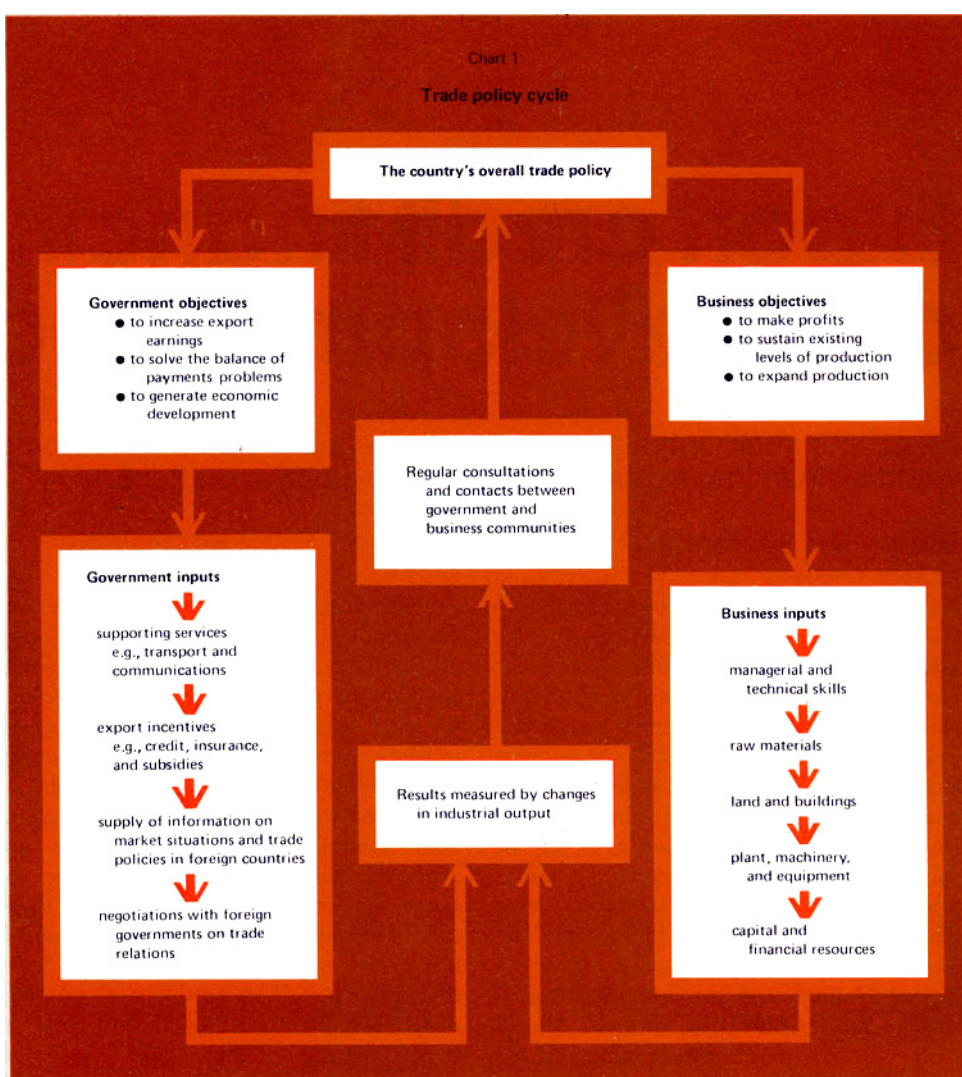 Chart 1
Trade policy cycle
The country's overall trade policy
Government objectives
● to increase export
earnings
● to solve the balance of
payments problems
● to generate economic
development
Business objectives
● to make profits
● to sustain existing
levels of production
● to expand production
Regular consultations
and contacts between
government and
business communities
Government inputs
supporting services
e.g., transport and
communications
export incentives
e.g., credit, insurance,
and subsidies
supply of information on
market situations and trade
policies in foreign countries
negotiations with foreign
governments on trade
relations
Business inputs
managerial and
technical skills
raw materials
land and buildings
plant, machinery,
and equipment
capital and
financial resources
Results measured by changes
in industrial output